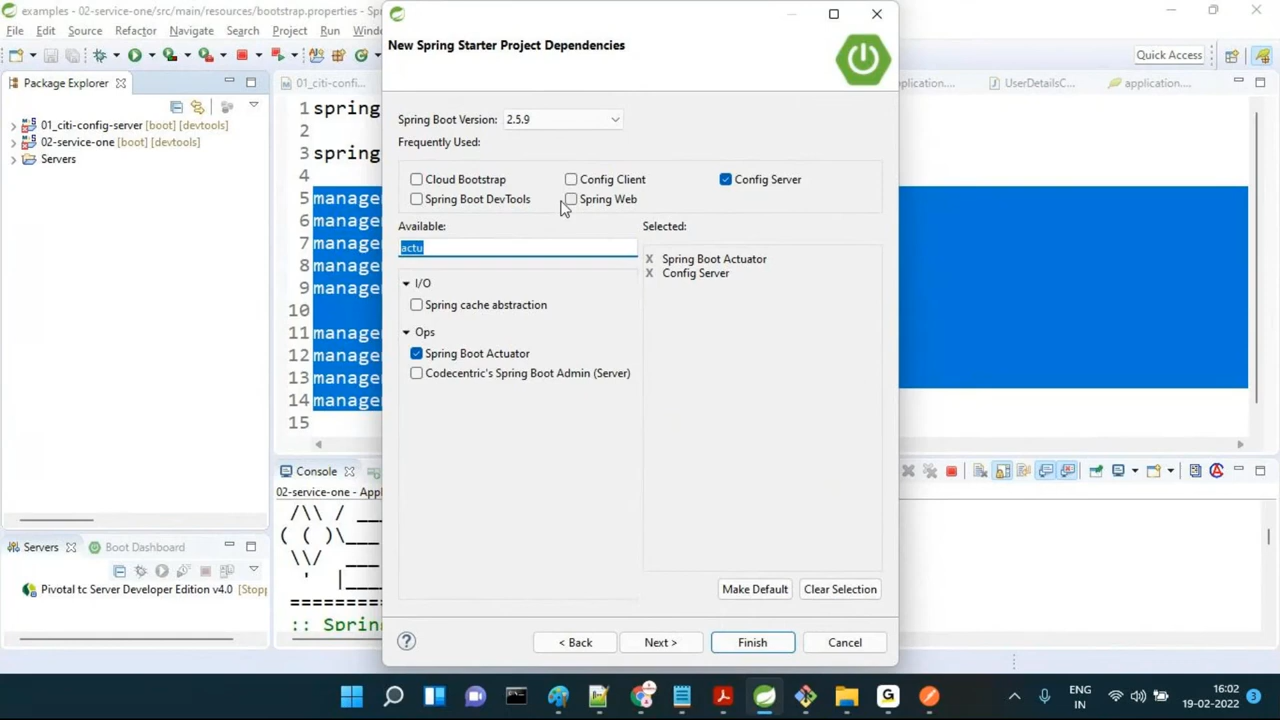 examples - 02-service-one/src/main/resources/bootstrap.properties - Spr
File Edit Source Refactor Navigate Search Project Run Windo
Quick Access
Package Explorer
01_citi-config-server [boot] [devtools]
02-service-one [boot] [devtools]
Servers
01_citi-confi...
pplication....
UserDetailsC...
application....
1 spring
2
3 spring
4
5 manage
6 manage
7 manage
8 manage
9 manage
10
11 manage
12 manage
13 manage
14 manage
15
New Spring Starter Project Dependencies
Spring Boot Version: 2.5.9
Frequently Used:
Cloud Bootstrap Config Client Config Server
Spring Boot DevTools Spring Web
Available: Selected:
actu
I/O
Spring cache abstraction
Ops
Spring Boot Actuator
Codecentric's Spring Boot Admin (Server)
X Spring Boot Actuator
X Config Server
Make Default Clear Selection
< Back Next > Finish Cancel
Servers Boot Dashboard
Pivotal tc Server Developer Edition v4.0 [Stopp
Console
02-service-one - Appl
:: Sprin
ENG
IN
16:02
19-02-2022
3